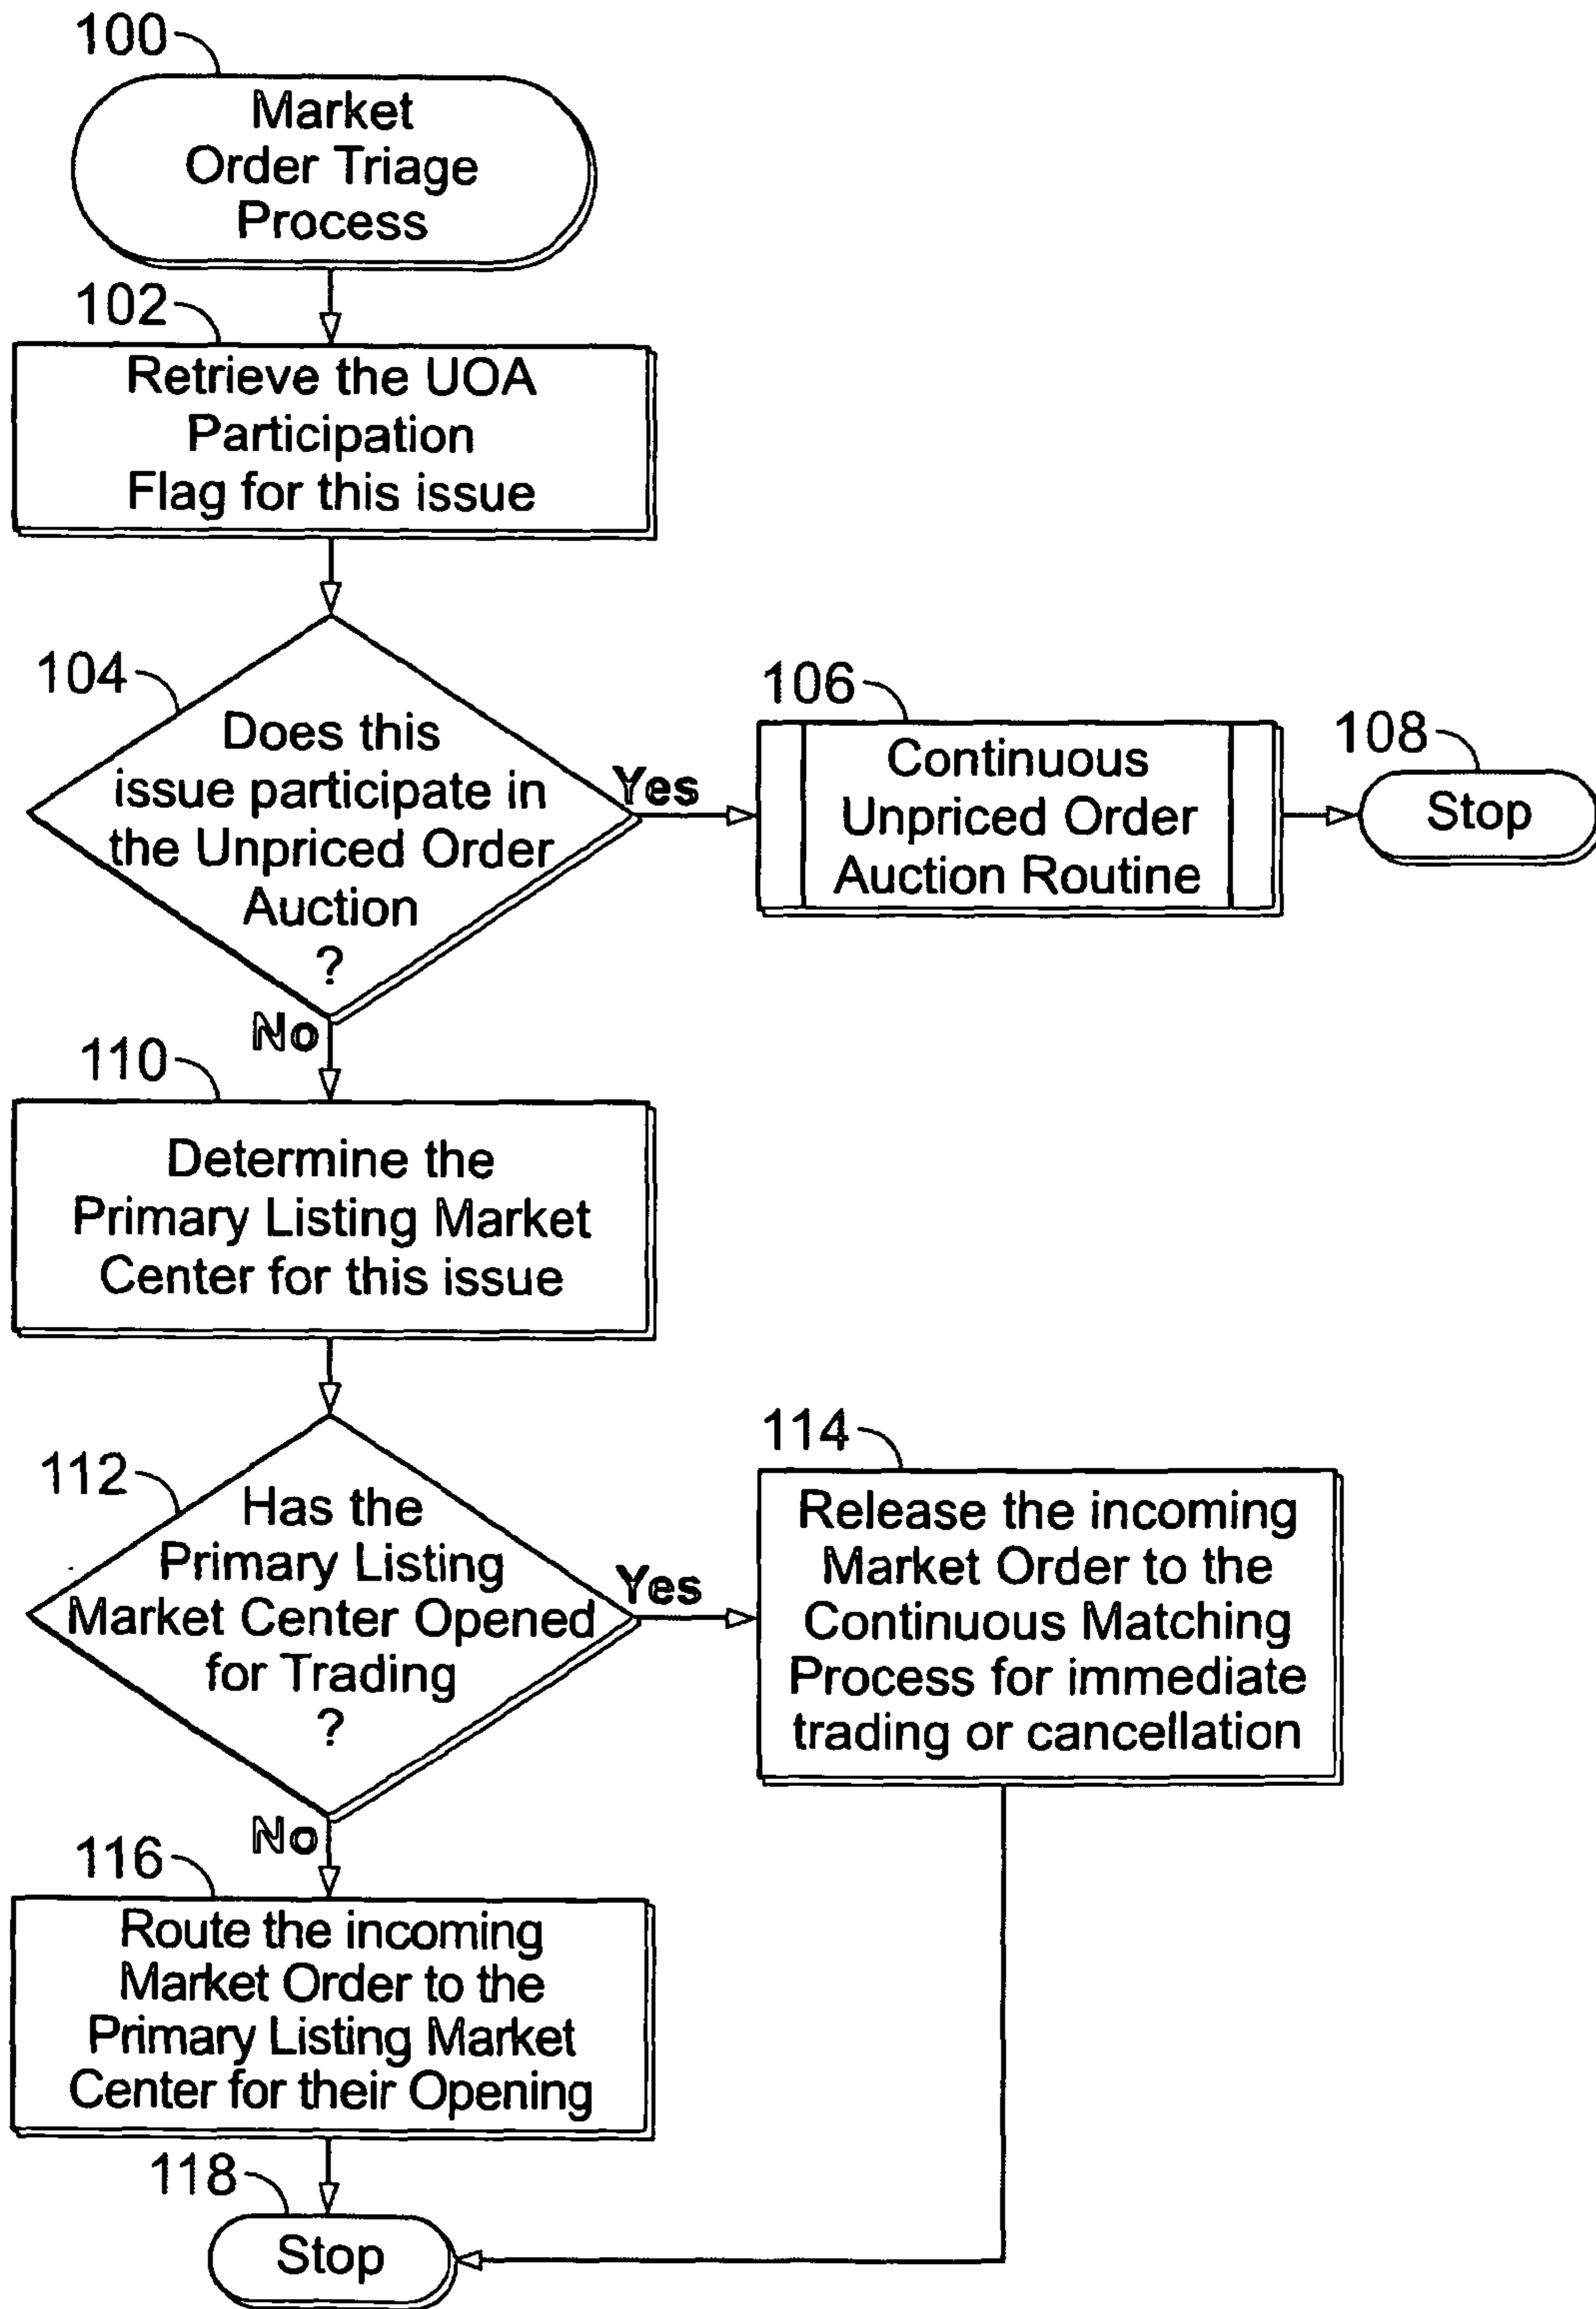 100
Market
Order Triage
Process
102
Retrieve the UOA
Participation
Flag for this issue
104
Does this
issue participate in
the Unpriced Order
Auction
?
Yes
106
Continuous
Unpriced Order
Auction Routine
108
Stop
No
110
Determine the
Primary Listing Market
Center for this issue
112
Has the
Primary Listing
Market Center Opened
for Trading
?
Yes
114
Release the incoming
Market Order to the
Continuous Matching
Process for immediate
trading or cancellation
No
116
Route the incoming
Market Order to the
Primary Listing Market
Center for their Opening
118
Stop